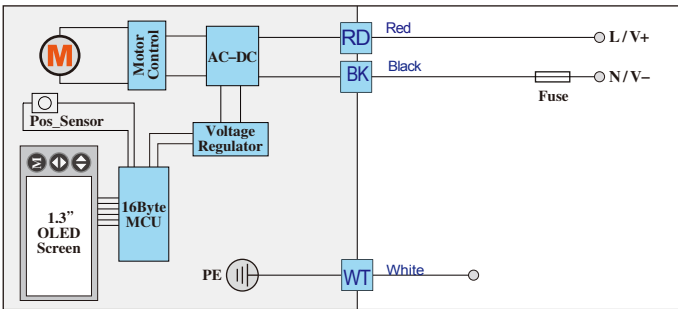 M
Motor
Control
AC–DC
RD
Red
L / V+
BK
Black
N / V–
Fuse
Pos_Sensor
Voltage
Regulator
M
1.3”
OLED
Screen
16Byte
MCU
PE
WT
White